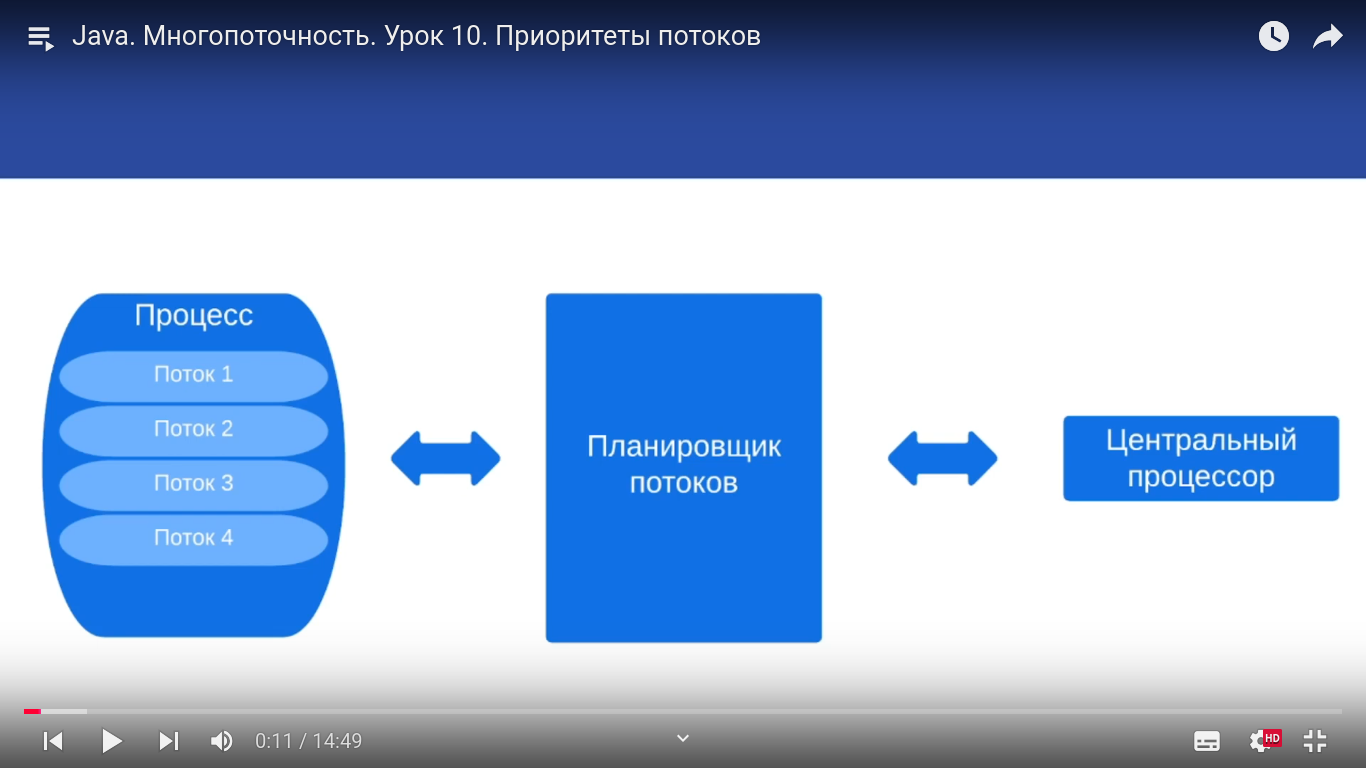 Java. Многопоточность. Урок 10. Приоритеты потоков
Процесс
Поток 1
Поток 2
Поток 3
Поток 4
Планировщик
потоков
Центральный
процессор
0:11 / 14:49
HD